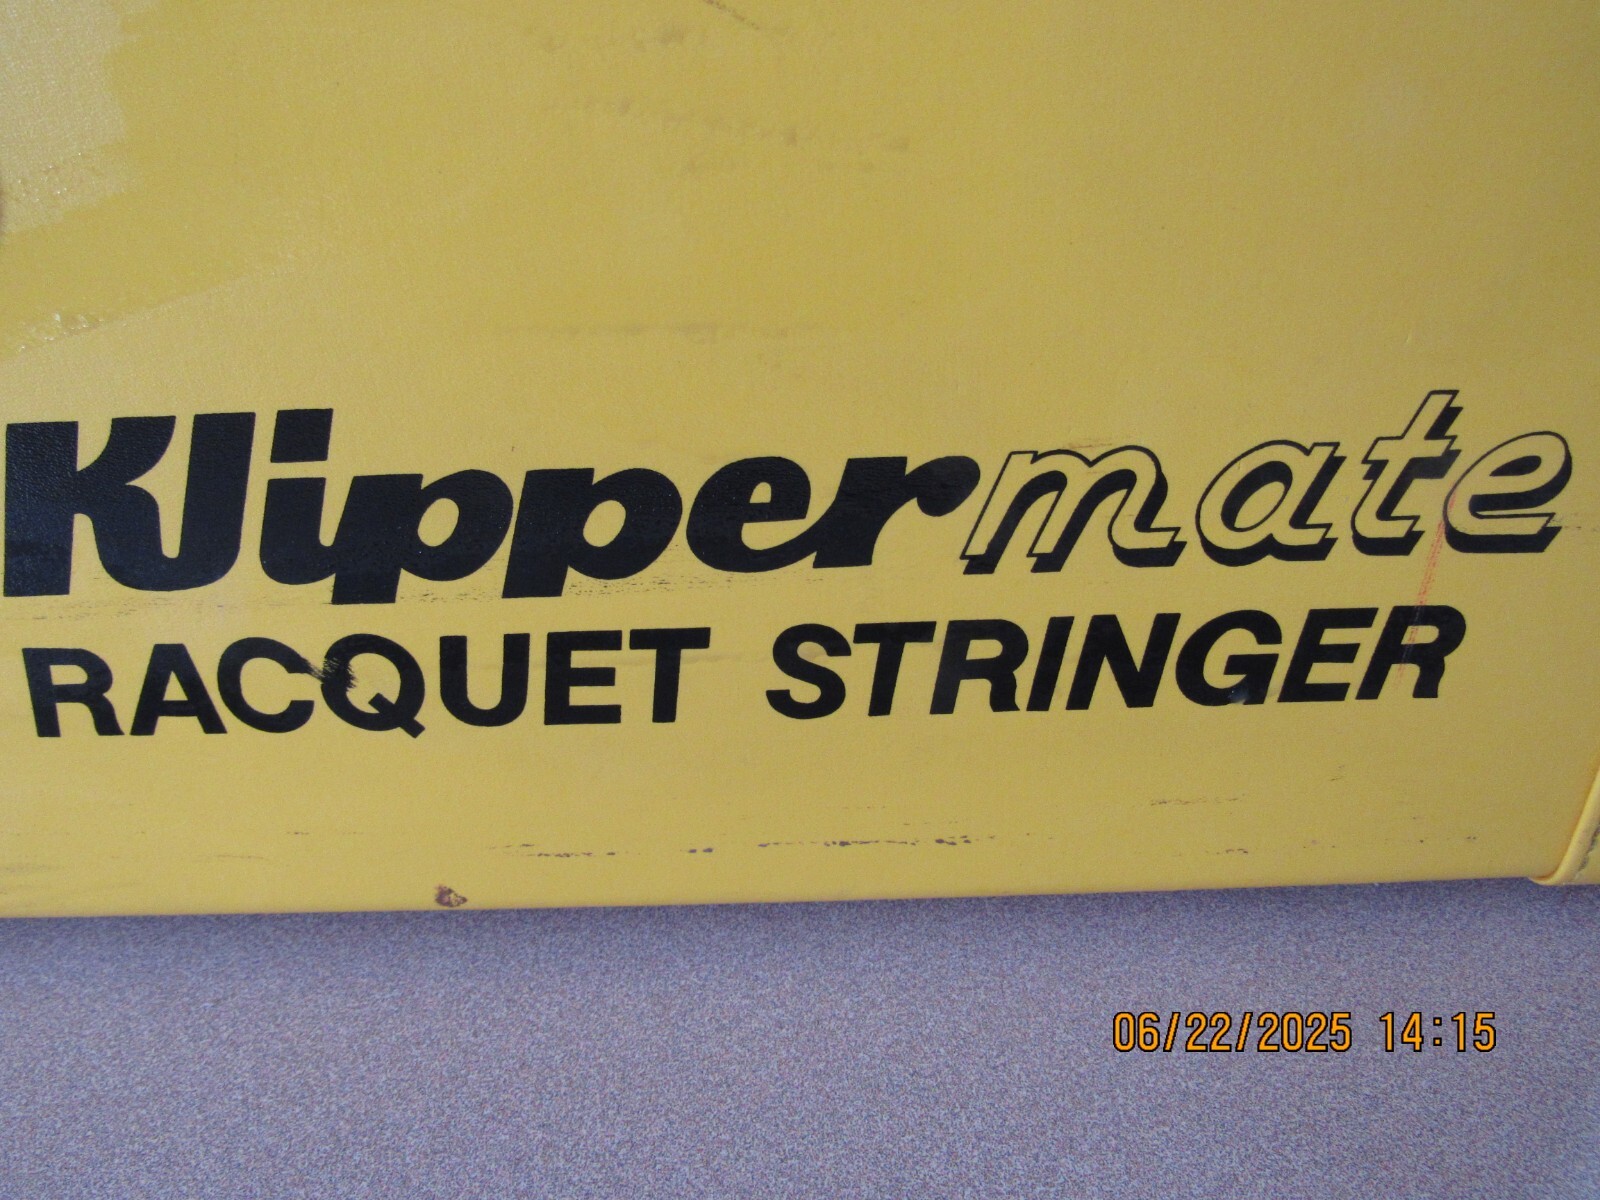 Klippermate
RACQUET STRINGER
06/22/2025 14:15